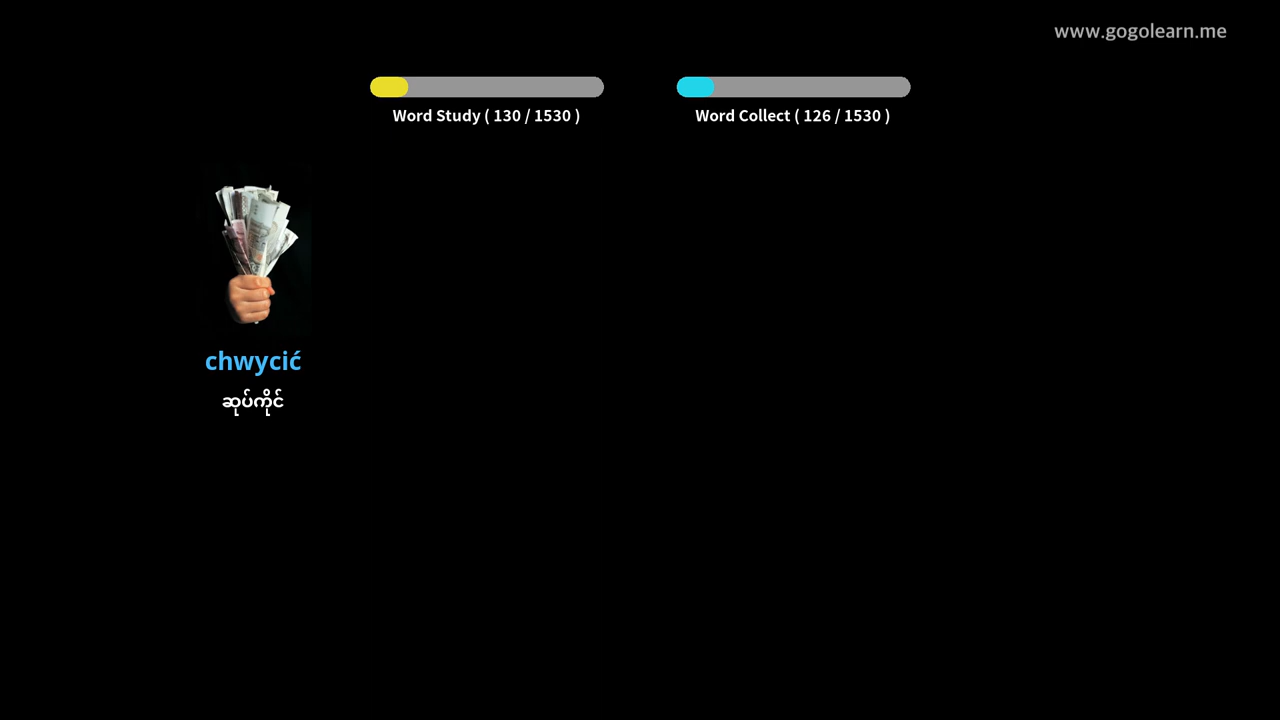 www.gogolearn.me
Word Study ( 130 / 1530 )
Word Collect ( 126 / 1530 )
chwycić
ဆုပ်ကိုင်